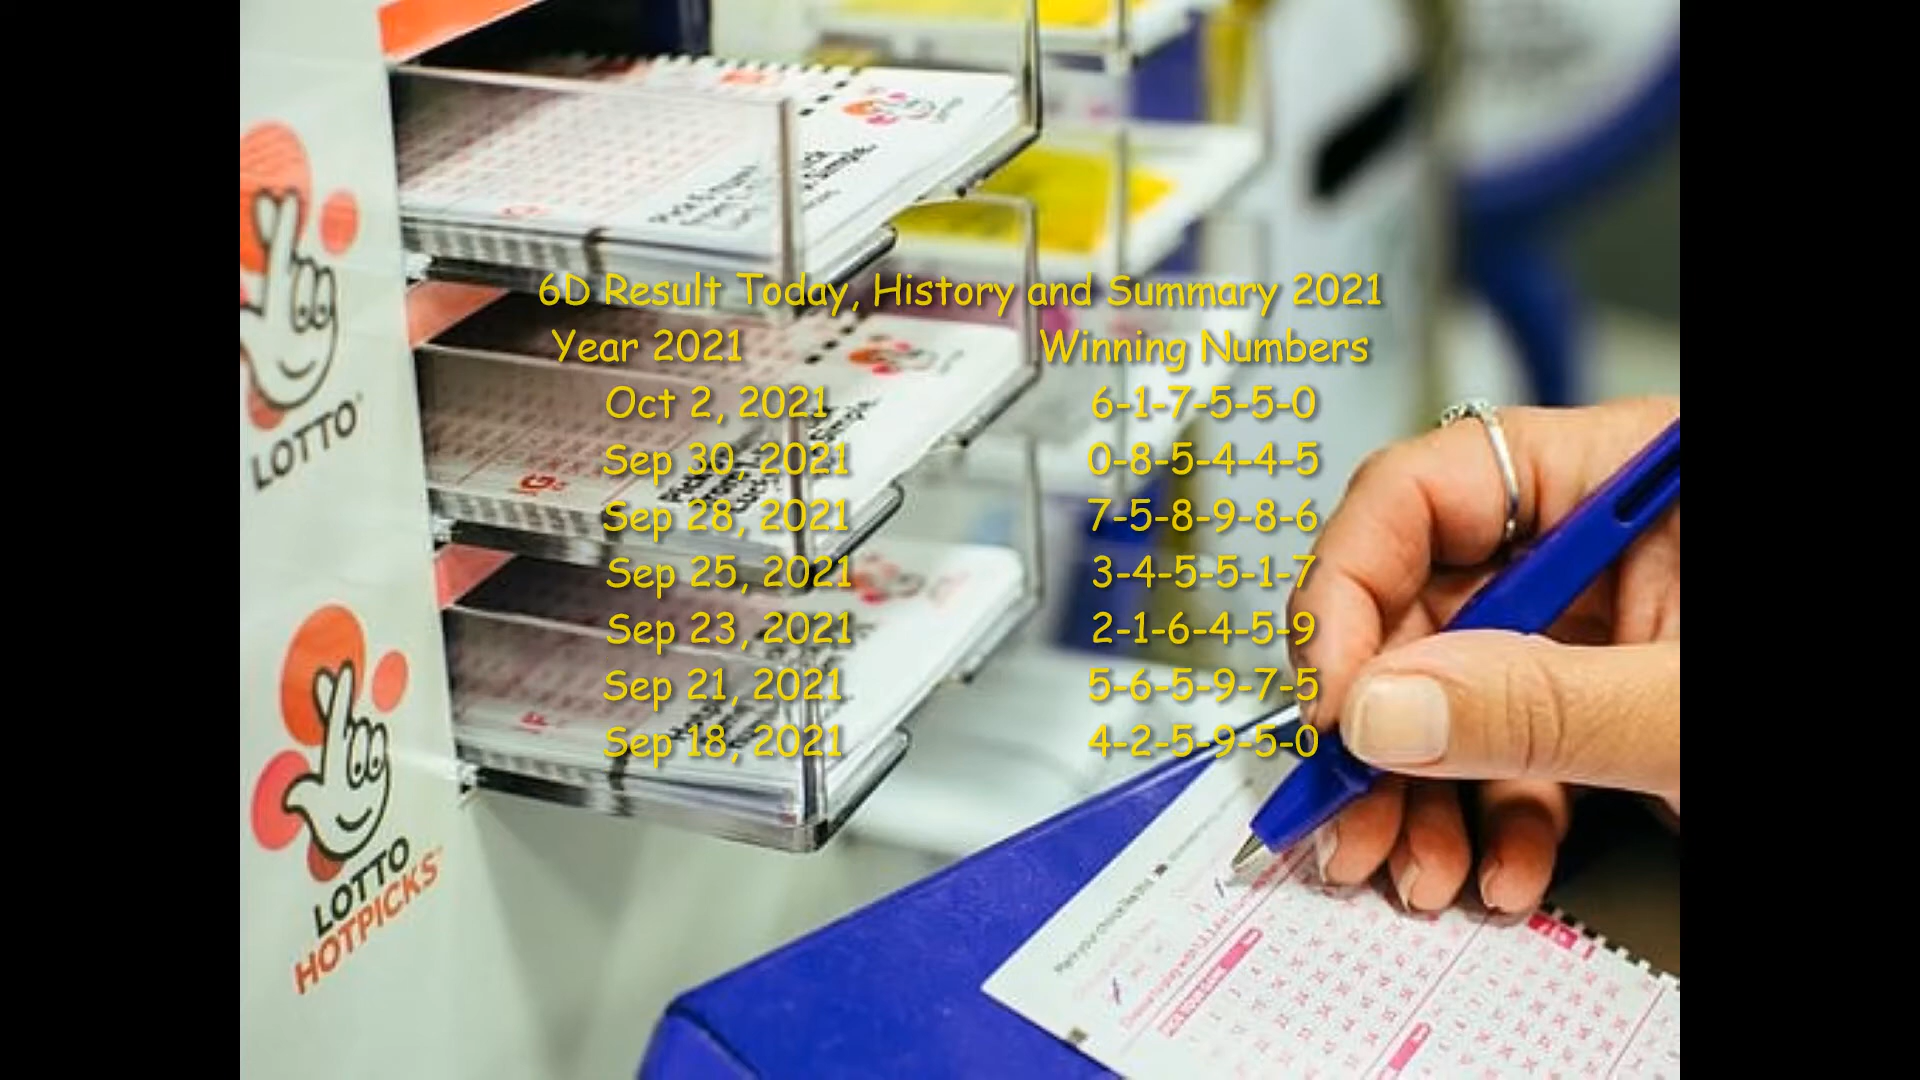 6D Result Today, History and Summary 2021
Year 2021 Winning Numbers
Oct 2, 2021 6-1-7-5-5-0
Sep 30, 2021 0-8-5-4-4-5
Sep 28, 2021 7-5-8-9-8-6
Sep 25, 2021 3-4-5-5-1-7
Sep 23, 2021 2-1-6-4-5-9
Sep 21, 2021 5-6-5-9-7-5
Sep 18, 2021 4-2-5-9-5-0
LOTTO
LOTTO
HOTPICKS